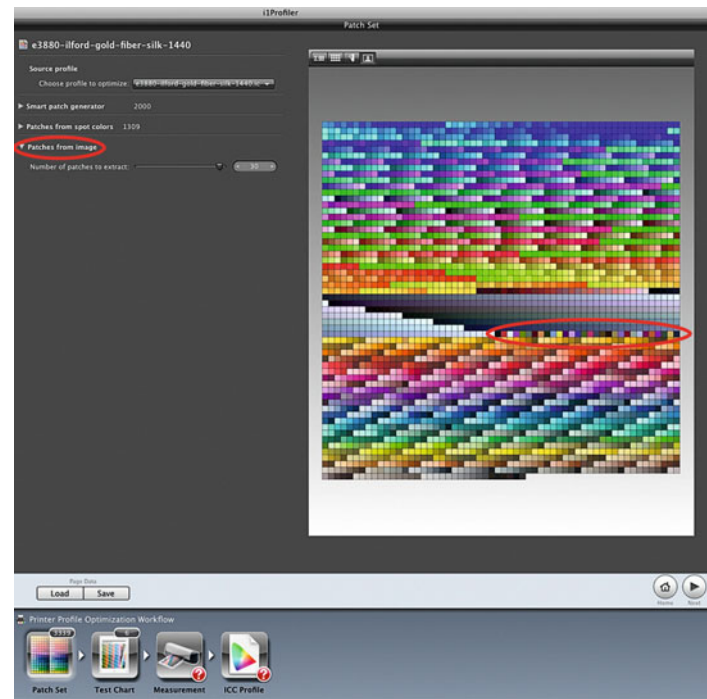 i1Profiler
Patch Set
e3880-ilford-gold-fiber-silk-1440
Source profile
Choose profile to optimize: e3880-ilford-gold-fiber-silk-1440.ic
Smart patch generator 2000
Patches from spot colors 1309
Patches from image
Number of patches to extract: 30
Page Data
Load Save
Home Next
Printer Profile Optimization Workflow
3339 6
Patch Set Test Chart Measurement ICC Profile